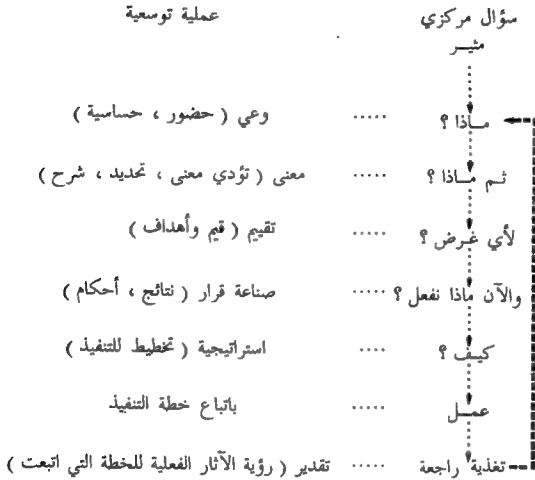 سؤال مركزي عملية توسعية
مثير
ماذا ؟ ..... وعي ( حضور ، حساسية )
ثم ماذا ؟ ..... معنى ( تؤدي معنى ، تحديد ، شرح )
لأي غرض ؟ ..... تقييم ( قيم وأهداف )
والآن ماذا نفعل ؟ ..... صناعة قرار ( نتائج ، أحكام )
كيف ؟ .... استراتيجية ( تخطيط للتنفيذ )
عمل ..... باتباع خطة التنفيذ
تغذية راجعة ..... تقدير ( رؤية الآثار الفعلية للخطة التي اتبعت )